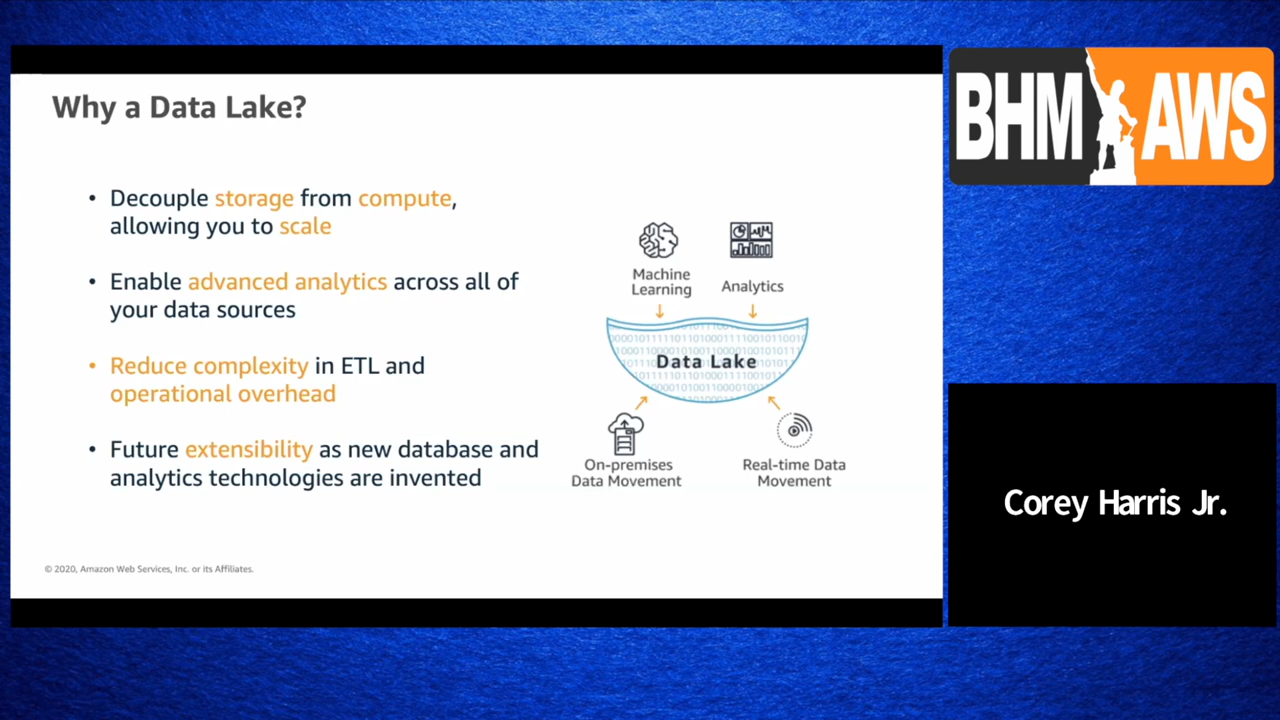 Why a Data Lake?
• Decouple storage from compute,
allowing you to scale
• Enable advanced analytics across all of
your data sources
• Reduce complexity in ETL and
operational overhead
• Future extensibility as new database and
analytics technologies are invented
Machine
Learning
Analytics
Data Lake
On-premises
Data Movement
Real-time Data
Movement
© 2020, Amazon Web Services, Inc. or its Affiliates.
BHM AWS
Corey Harris Jr.